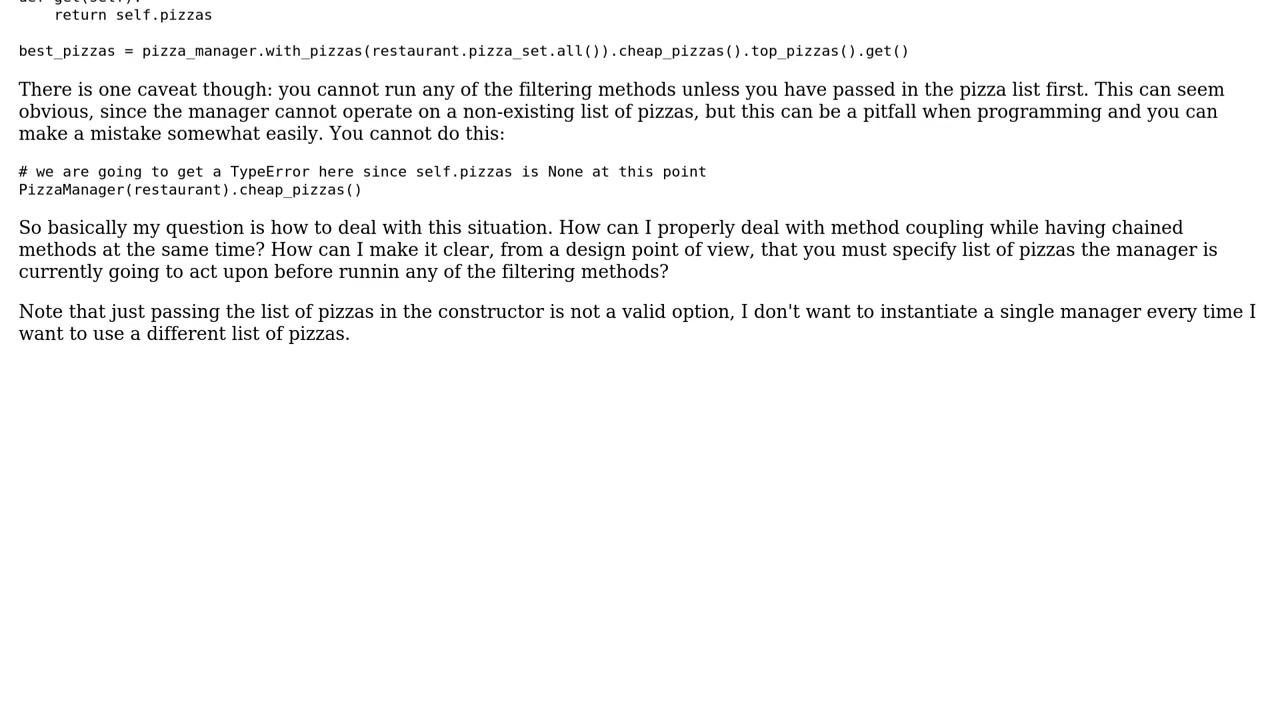 def get(self):
    return self.pizzas
best_pizzas = pizza_manager.with_pizzas(restaurant.pizza_set.all()).cheap_pizzas().top_pizzas().get()
There is one caveat though: you cannot run any of the filtering methods unless you have passed in the pizza list first. This can seem
obvious, since the manager cannot operate on a non-existing list of pizzas, but this can be a pitfall when programming and you can
make a mistake somewhat easily. You cannot do this:
# we are going to get a TypeError here since self.pizzas is None at this point
PizzaManager(restaurant).cheap_pizzas()
So basically my question is how to deal with this situation. How can I properly deal with method coupling while having chained
methods at the same time? How can I make it clear, from a design point of view, that you must specify list of pizzas the manager is
currently going to act upon before runnin any of the filtering methods?
Note that just passing the list of pizzas in the constructor is not a valid option, I don't want to instantiate a single manager every time I
want to use a different list of pizzas.